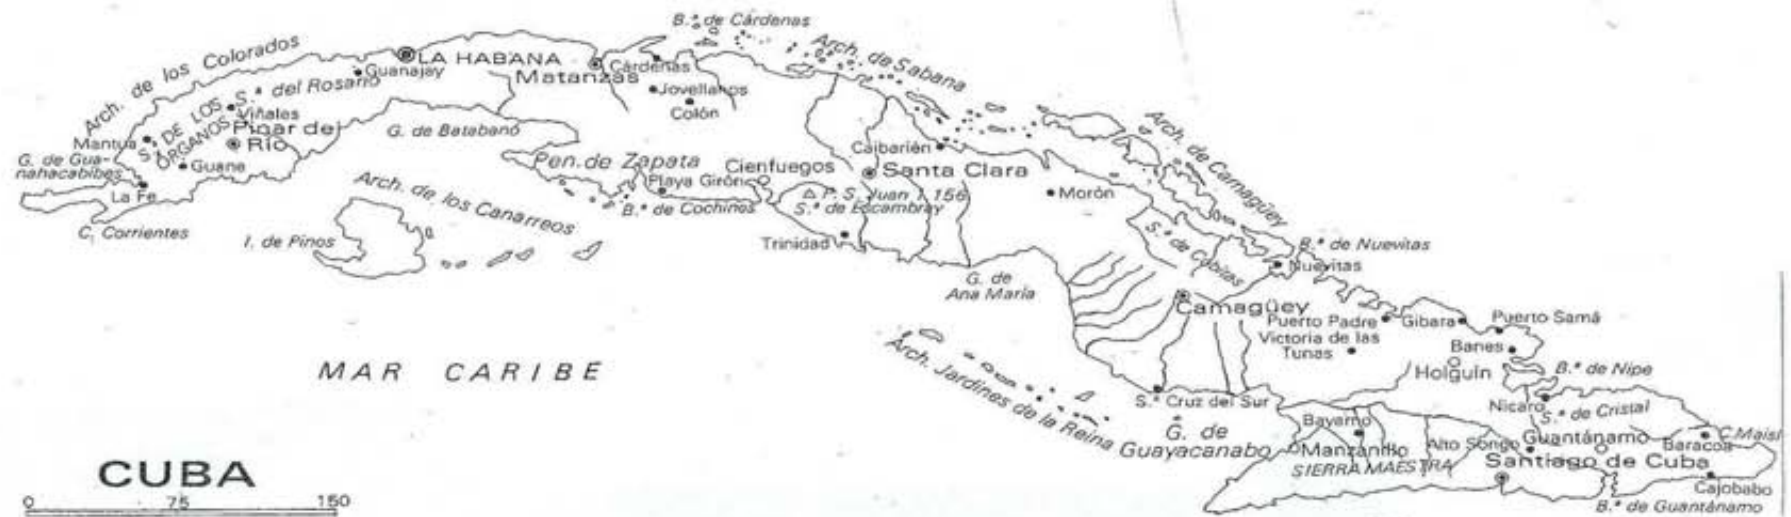 B.ª de Cárdenas
Arch. de Sabana
Arch. de los Colorados
LA HABANA
Guanajay
Matanzas
Cárdenas
Jovellanos
Colón
S.ª del Rosario
S.ª DE LOS
ÓRGANOS
Viñales
Pinar del
Río
Mantua
Guane
G. de Gua-
nahacabibes
La Fe
C. Corrientes
G. de Batabanó
Pen. de Zapata
Cienfuegos
Playa Girón
B.ª de Cochinos
Arch. de los Canarreos
I. de Pinos
Caibarién
Santa Clara
P. S. Juan 1.156
S.ª de Escambray
Trinidad
Morón
Arch. de Camagüey
S.ª de Cubitas
B.ª de Nuevitas
Nuevitas
G. de
Ana María
Camagüey
Puerto Padre
Gibara
Puerto Samá
Victoria de las
Tunas
Banes
Holguín
B.ª de Nipe
MAR CARIBE
Arch. Jardines de la Reina
S.ª Cruz del Sur
G. de
Guayacanabo
Nicaro
S.ª de Cristal
Bayamo
Manzanillo
Alto Songo
Guantánamo
Baracoa
C. Maisí
SIERRA MAESTRA
Santiago de Cuba
Cajobabo
B.ª de Guantánamo
CUBA
0 75 150